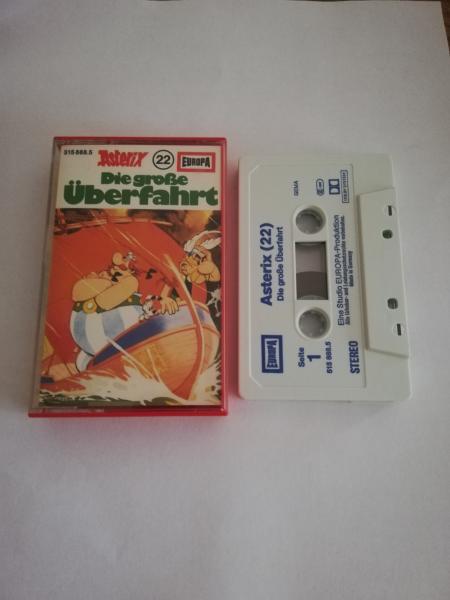 515 888.5
Asterix
22
EUROPA
Die große
Überfahrt
GEMA
Asterix (22)
Die große Überfahrt
Eine Studio EUROPA-Produktion
Made in Germany
EUROPA
Seite
1
515 888.5
STEREO